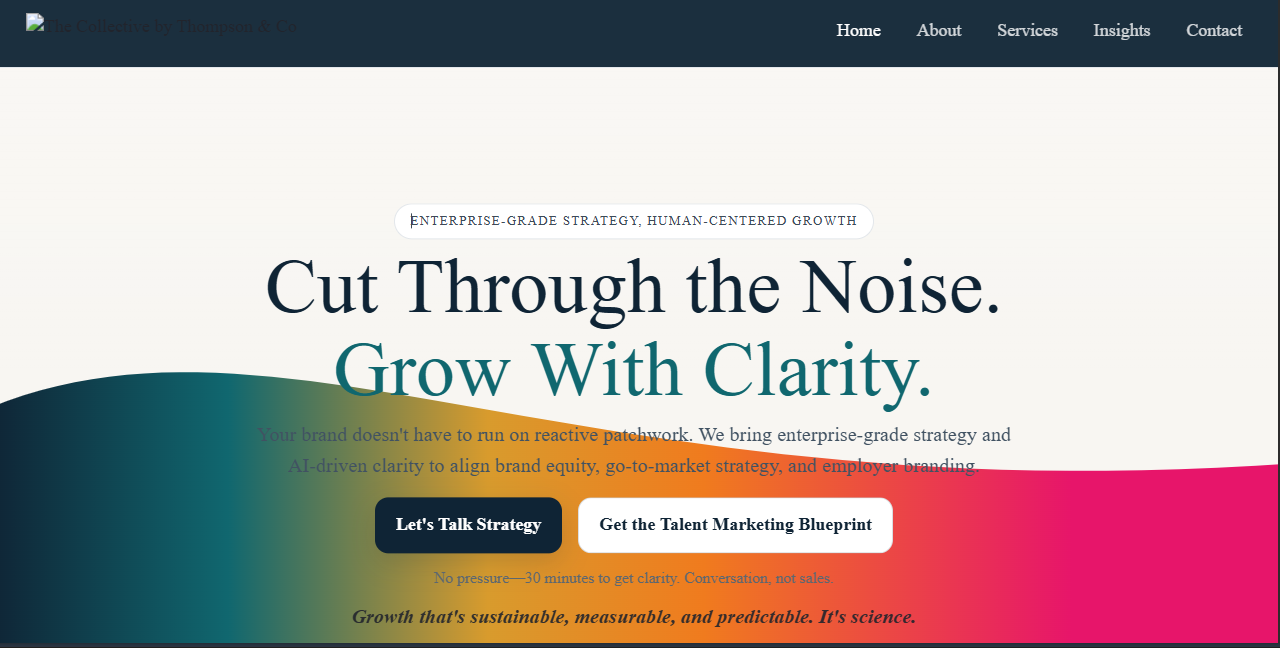 The Collective by Thompson & Co
Home About Services Insights Contact
ENTERPRISE-GRADE STRATEGY, HUMAN-CENTERED GROWTH
Cut Through the Noise.
Grow With Clarity.
Your brand doesn't have to run on reactive patchwork. We bring enterprise-grade strategy and
AI-driven clarity to align brand equity, go-to-market strategy, and employer branding.
Let's Talk Strategy Get the Talent Marketing Blueprint
No pressure—30 minutes to get clarity. Conversation, not sales.
Growth that's sustainable, measurable, and predictable. It's science.